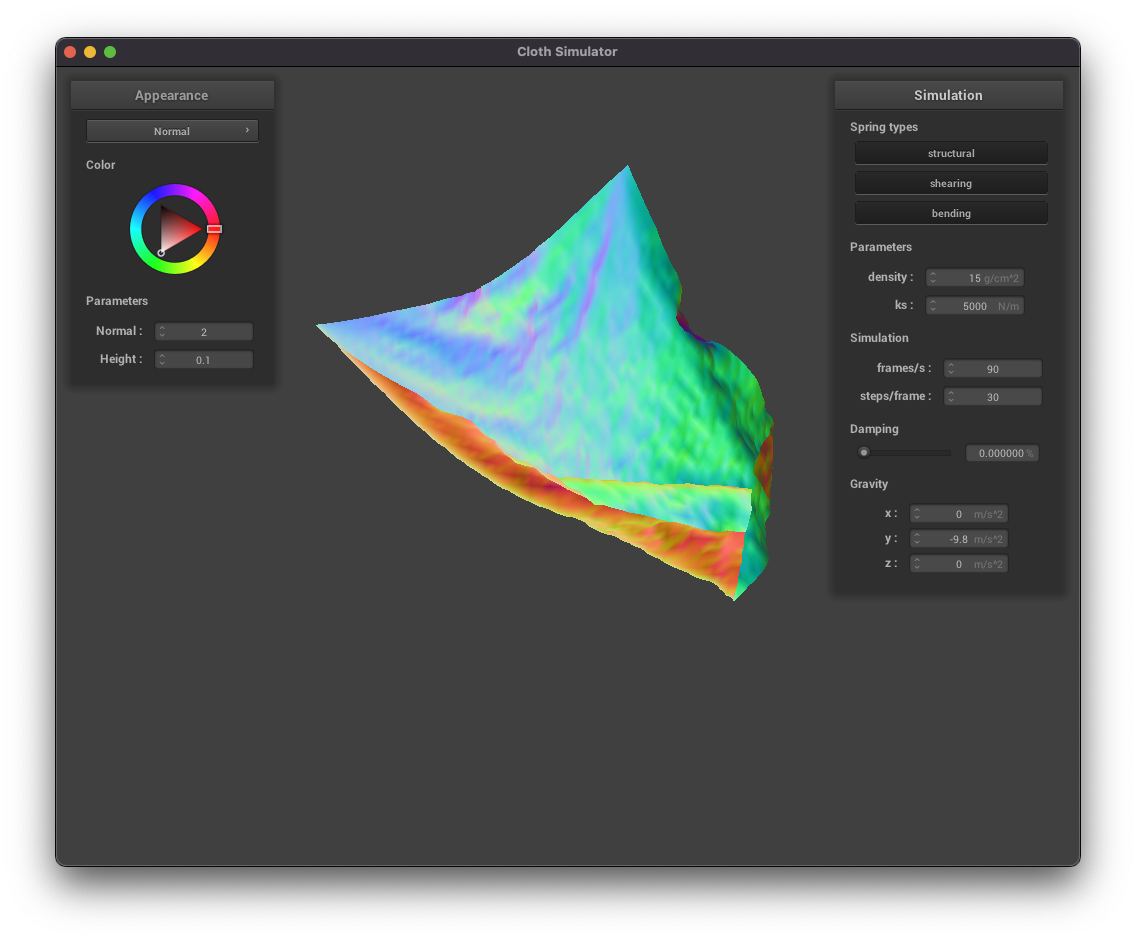 Cloth Simulator
Appearance
Normal ›
Color
Parameters
Normal : 2
Height : 0.1
Simulation
Spring types
structural
shearing
bending
Parameters
density : 15 g/cm^2
ks : 5000 N/m
Simulation
frames/s : 90
steps/frame : 30
Damping
0.000000 %
Gravity
x : 0 m/s^2
y : -9.8 m/s^2
z : 0 m/s^2